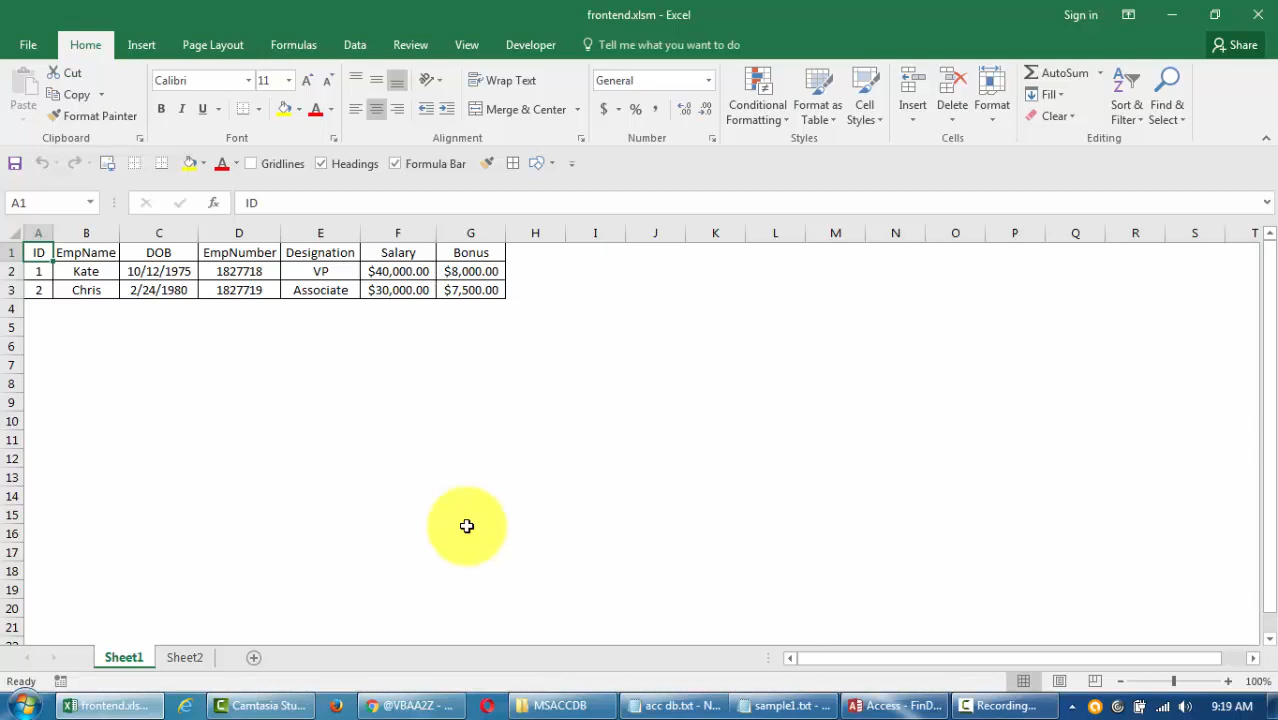 frontend.xlsm - Excel
Sign in
File Home Insert Page Layout Formulas Data Review View Developer Tell me what you want to do Share
Paste
Cut
Copy
Format Painter
Clipboard
Calibri 11
B I U
Font
Wrap Text
Merge & Center
Alignment
General
$ % ,
Number
Conditional Formatting
Format as Table
Cell Styles
Styles
Insert Delete Format
Cells
AutoSum
Fill
Clear
Sort & Filter
Find & Select
Editing
Gridlines Headings Formula Bar
A1 fx ID
A B C D E F G H I J K L M N O P Q R S T
1 ID EmpName DOB EmpNumber Designation Salary Bonus
2 1 Kate 10/12/1975 1827718 VP $40,000.00 $8,000.00
3 2 Chris 2/24/1980 1827719 Associate $30,000.00 $7,500.00
4
5
6
7
8
9
10
11
12
13
14
15
16
17
18
19
20
21
Sheet1 Sheet2
Ready 100%
frontend.xls... Camtasia Stu... @VBAA2Z - ... MSACCDB acc db.txt - N... sample1.txt - ... Access - FinD... Recording... 9:19 AM